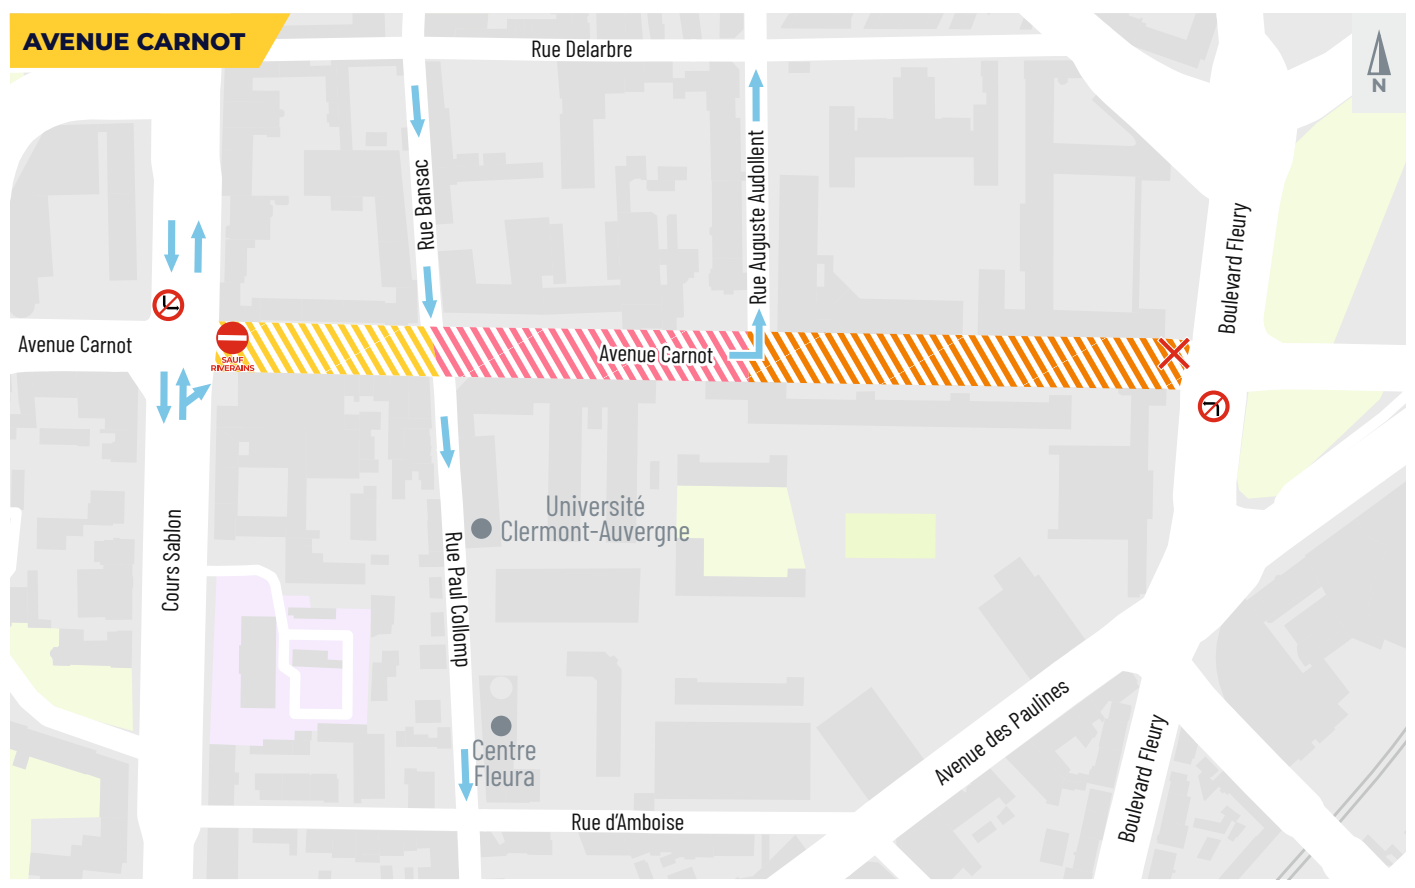 AVENUE CARNOT
Rue Delarbre
N
Rue Bansac
Rue Auguste Audollent
Boulevard Fleury
Avenue Carnot
SAUF
RIVERAINS
Avenue Carnot
Université
Clermont-Auvergne
Cours Sablon
Rue Paul Collomp
Centre
Fleura
Avenue des Paulines
Boulevard Fleury
Rue d'Amboise